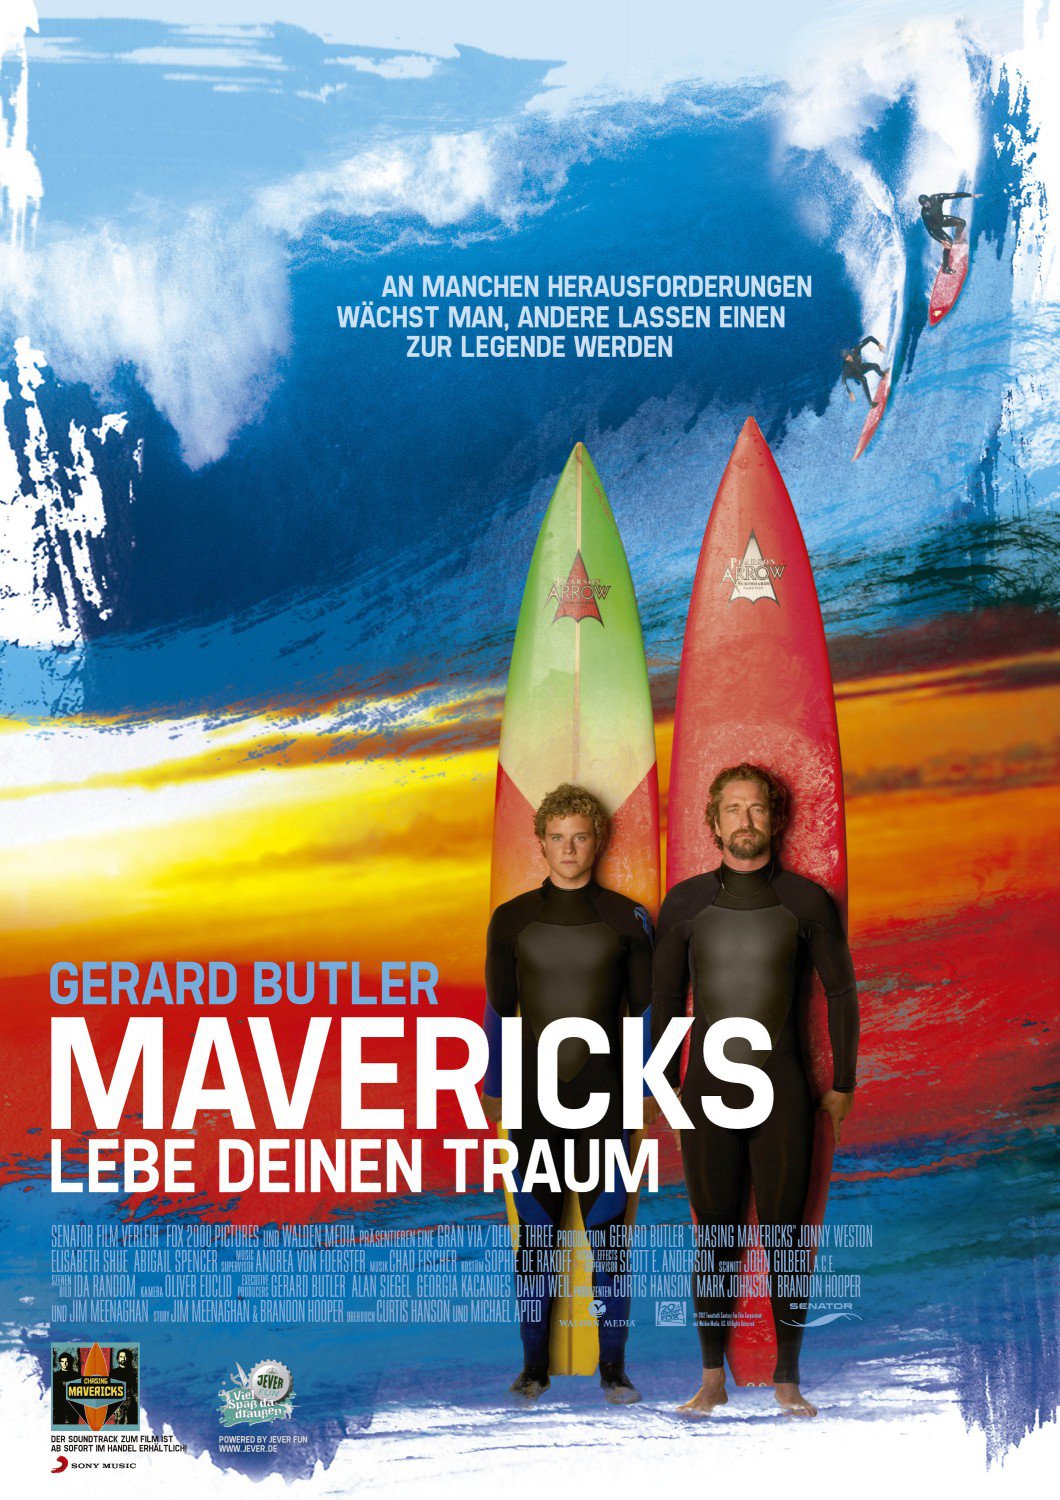 AN MANCHEN HERAUSFORDERUNGEN
WÄCHST MAN, ANDERE LASSEN EINEN
ZUR LEGENDE WERDEN
PEARSON
ARROW
PEARSON
ARROW
SURFBOARDS
GERARD BUTLER
MAVERICKS
LEBE DEINEN TRAUM
SENATOR FILM VERLEIH FOX 2000 PICTURES UND WALDEN MEDIA PRÄSENTIEREN EINE GRAN VIA/DEUCE THREE PRODUKTION GERARD BUTLER "CHASING MAVERICKS" JONNY WESTON
ELISABETH SHUE ABIGAIL SPENCER MUSIC SUPERVISOR ANDREA VON FOERSTER MUSIK CHAD FISCHER KOSTÜM SOPHIE DE RAKOFF EFFECTS SUPERVISOR SCOTT E. ANDERSON SCHNITT JOHN GILBERT, A.C.E.
SZENENBILD IDA RANDOM KAMERA OLIVER EUCLID EXECUTIVE PRODUCERS GERARD BUTLER ALAN SIEGEL GEORGIA KACANDES DAVID WEIL CURTIS HANSON MARK JOHNSON BRANDON HOOPER
UND JIM MEENAGHAN STORY JIM MEENAGHAN & BRANDON HOOPER CURTIS HANSON UND MICHAEL APTED
WALDEN MEDIA
SENATOR
CHASING
MAVERICKS
DER SOUNDTRACK ZUM FILM IST
AB SOFORT IM HANDEL ERHÄLTLICH!
SONY MUSIC
JEVER
FUN
Viel
Spaß da
draußen
POWERED BY JEVER FUN
WWW.JEVER.DE